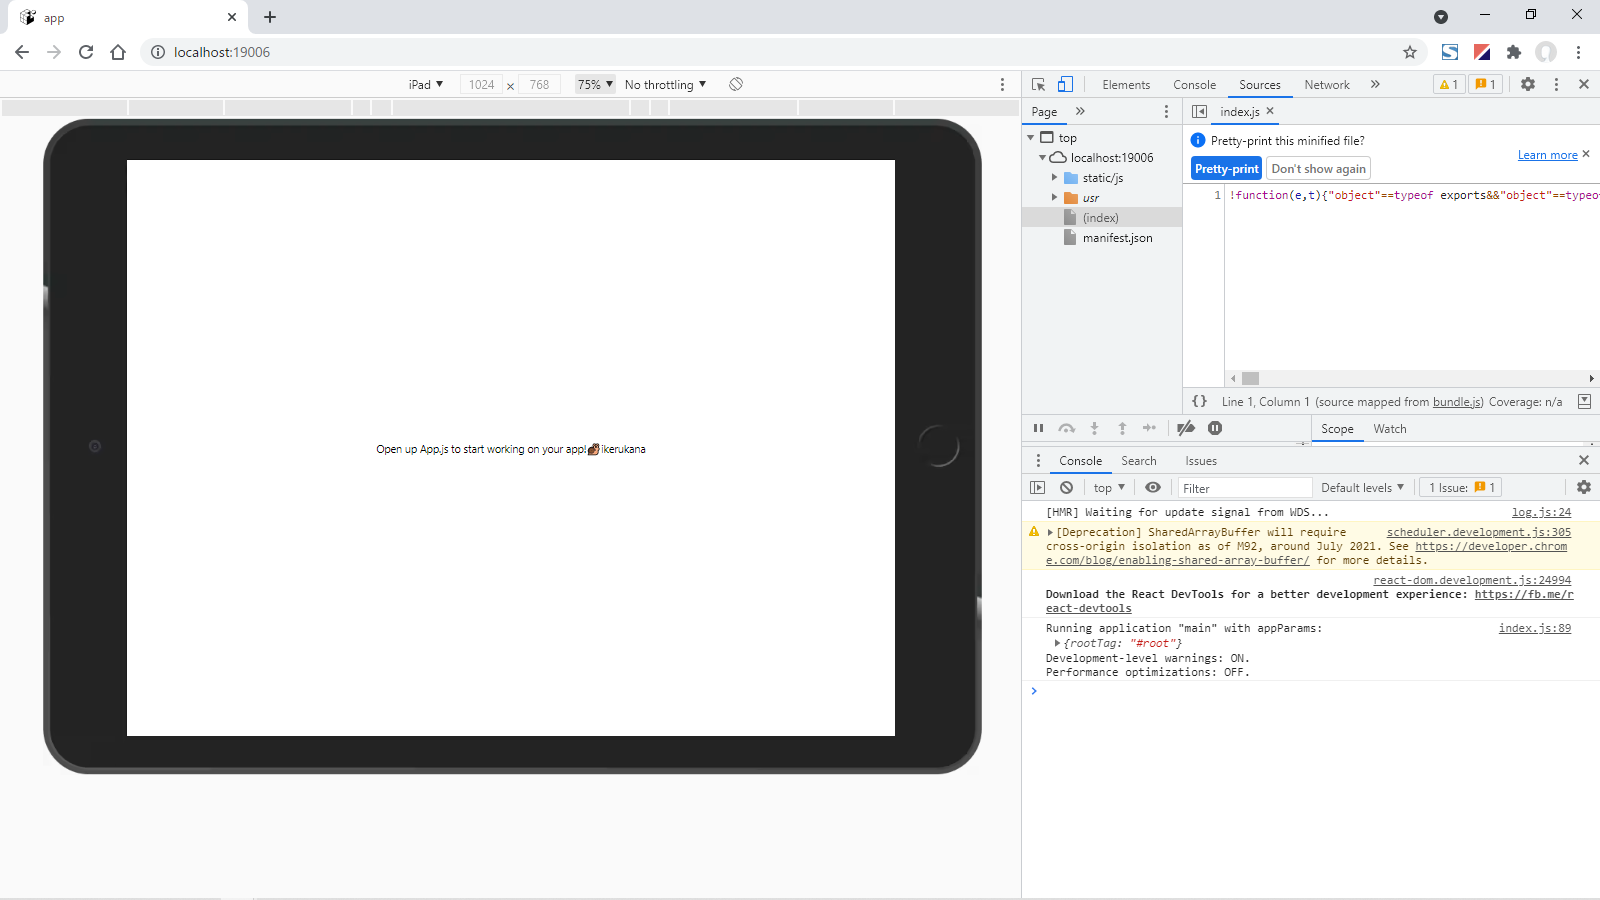 app
localhost:19006
iPad 1024 x 768 75% No throttling
Elements Console Sources Network 1 1
Page
index.js
top
localhost:19006
static/js
usr
(index)
manifest.json
Pretty-print this minified file?
Learn more
Pretty-print Don't show again
1 !function(e,t){"object"==typeof exports&&"object"==typeo
{} Line 1, Column 1 (source mapped from bundle.js) Coverage: n/a
Scope Watch
Console Search Issues
top Filter Default levels 1 Issue: 1
[HMR] Waiting for update signal from WDS... log.js:24
[Deprecation] SharedArrayBuffer will require scheduler.development.js:305
cross-origin isolation as of M92, around July 2021. See https://developer.chrom
e.com/blog/enabling-shared-array-buffer/ for more details.
react-dom.development.js:24994
Download the React DevTools for a better development experience: https://fb.me/r
eact-devtools
Running application "main" with appParams: index.js:89
{rootTag: "#root"}
Development-level warnings: ON.
Performance optimizations: OFF.
Open up App.js to start working on your app!✊🏾ikerukana